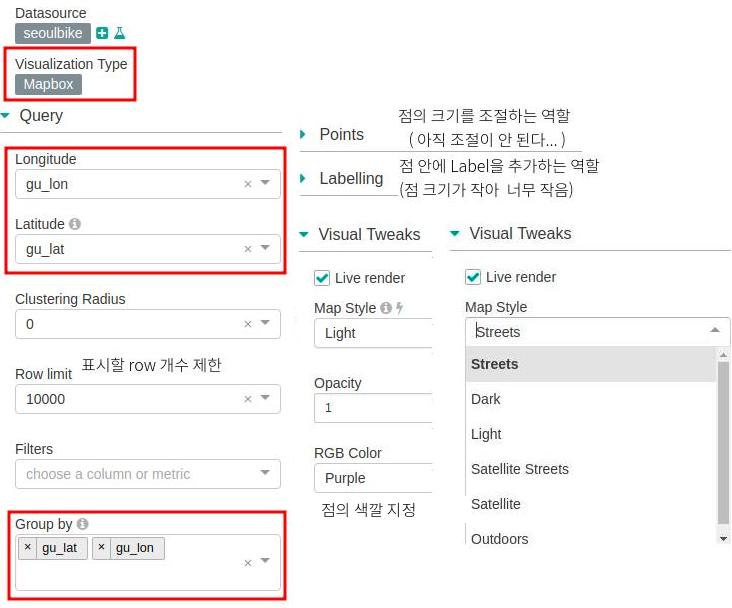 Datasource
seoulbike
Visualization Type
Mapbox
Query
Longitude
gu_lon
Latitude
gu_lat
Clustering Radius
0
Row limit 표시할 row 개수 제한
10000
Filters
choose a column or metric
Group by
× gu_lat × gu_lon
Points
점의 크기를 조절하는 역할
( 아직 조절이 안 된다... )
Labelling
점 안에 Label을 추가하는 역할
(점 크기가 작아 너무 작음)
Visual Tweaks
Live render
Map Style
Light
Opacity
1
RGB Color
Purple
점의 색깔 지정
Visual Tweaks
Live render
Map Style
Streets
Streets
Dark
Light
Satellite Streets
Satellite
Outdoors